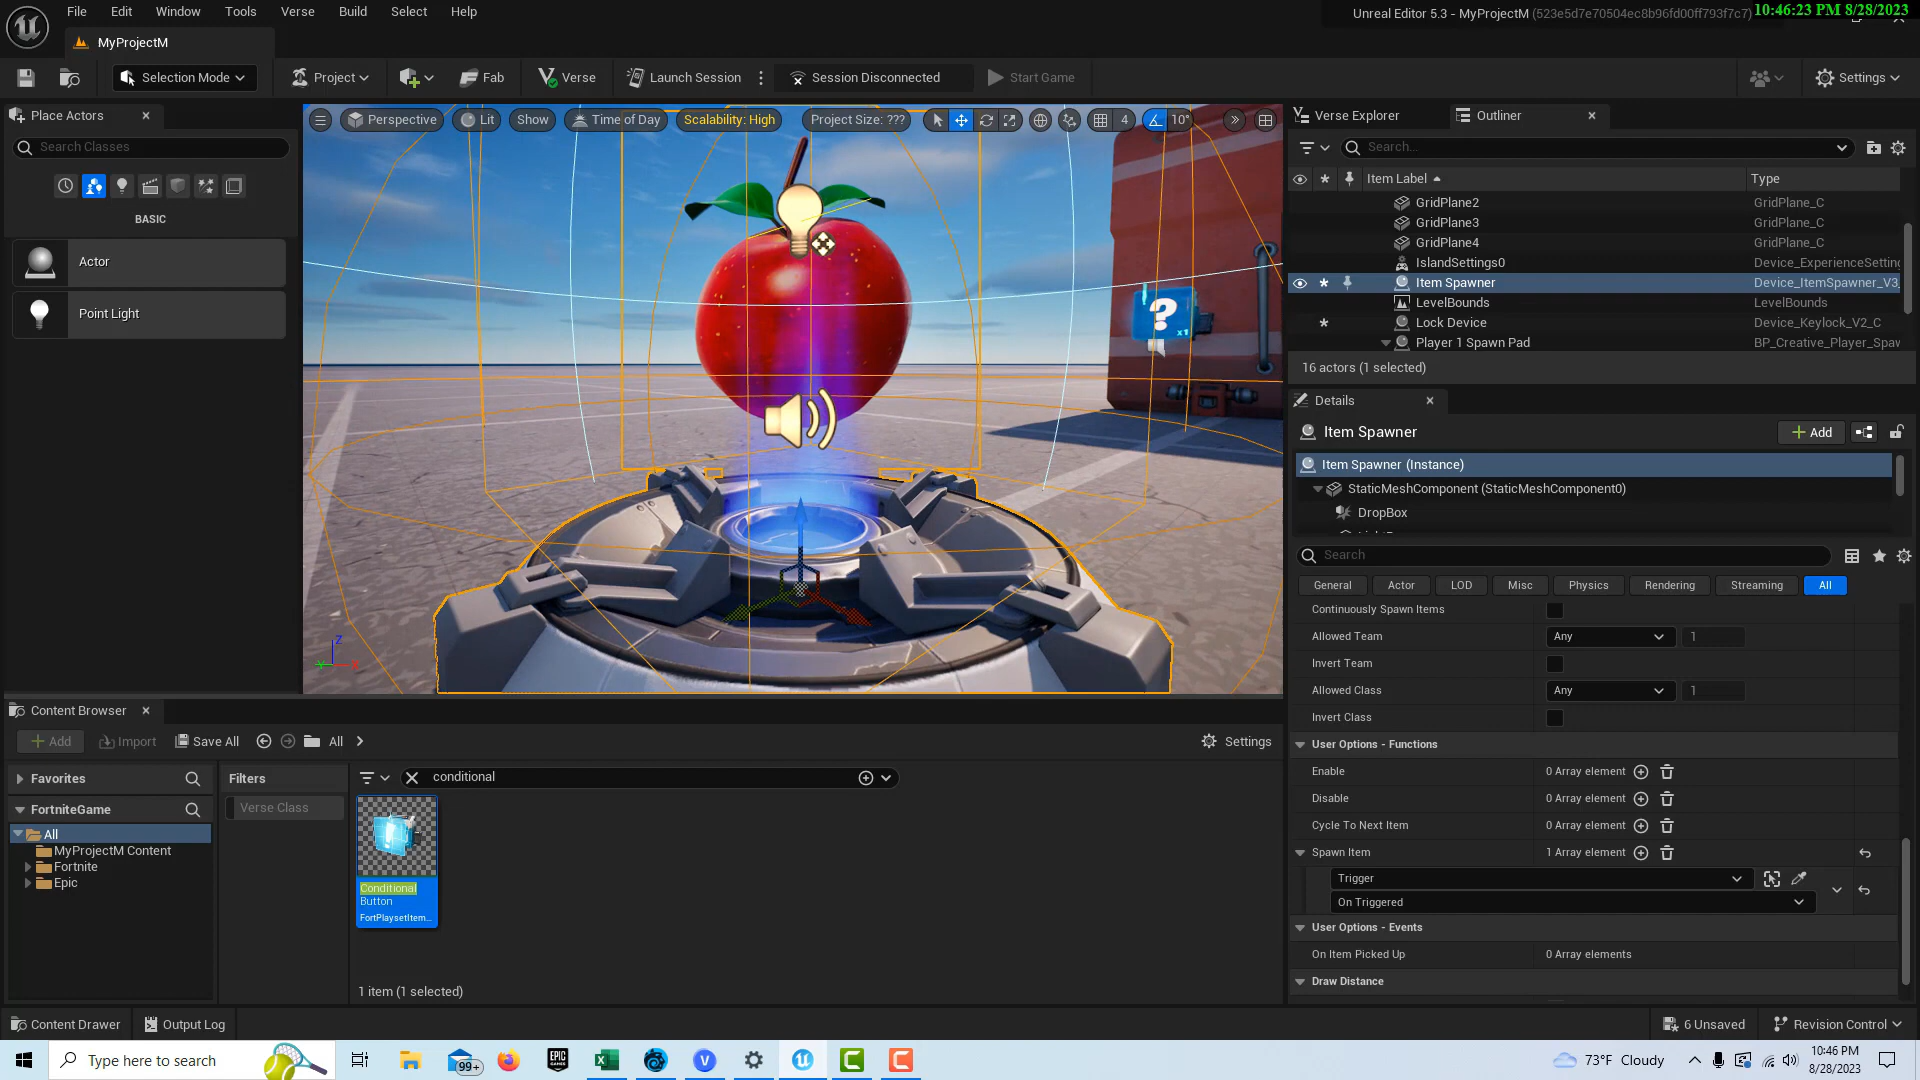 File Edit Window Tools Verse Build Select Help
Unreal Editor 5.3 - MyProjectM (523e5d7e70504ec8b96fd00ff793f7c7)
10:46:23 PM 8/28/2023
MyProjectM
Selection Mode
Project
Fab
Verse
Launch Session
Session Disconnected
Start Game
Settings
Place Actors
Search Classes
BASIC
Actor
Point Light
Perspective
Lit
Show
Time of Day
Scalability: High
Project Size: ???
4
10°
?
x1
Z
Verse Explorer
Outliner
Search...
Item Label
Type
GridPlane2 GridPlane_C
GridPlane3 GridPlane_C
GridPlane4 GridPlane_C
IslandSettings0 Device_ExperienceSetting
Item Spawner Device_ItemSpawner_V3_
LevelBounds LevelBounds
Lock Device Device_Keylock_V2_C
Player 1 Spawn Pad BP_Creative_Player_Spaw
16 actors (1 selected)
Details
Item Spawner
Add
Item Spawner (Instance)
StaticMeshComponent (StaticMeshComponent0)
DropBox
Search
General Actor LOD Misc Physics Rendering Streaming All
Continuously Spawn Items
Allowed Team Any 1
Invert Team
Allowed Class Any 1
Invert Class
User Options - Functions
Enable 0 Array element
Disable 0 Array element
Cycle To Next Item 0 Array element
Spawn Item 1 Array element
Trigger
On Triggered
User Options - Events
On Item Picked Up 0 Array elements
Draw Distance
Content Browser
Add Import Save All All Settings
Favorites
FortniteGame
All
MyProjectM Content
Fortnite
Epic
Filters
Verse Class
conditional
Conditional
Button
FortPlaysetItem...
1 item (1 selected)
Content Drawer Output Log 6 Unsaved Revision Control
Type here to search
99+
EPIC
GAMES
73°F Cloudy
10:46 PM
8/28/2023